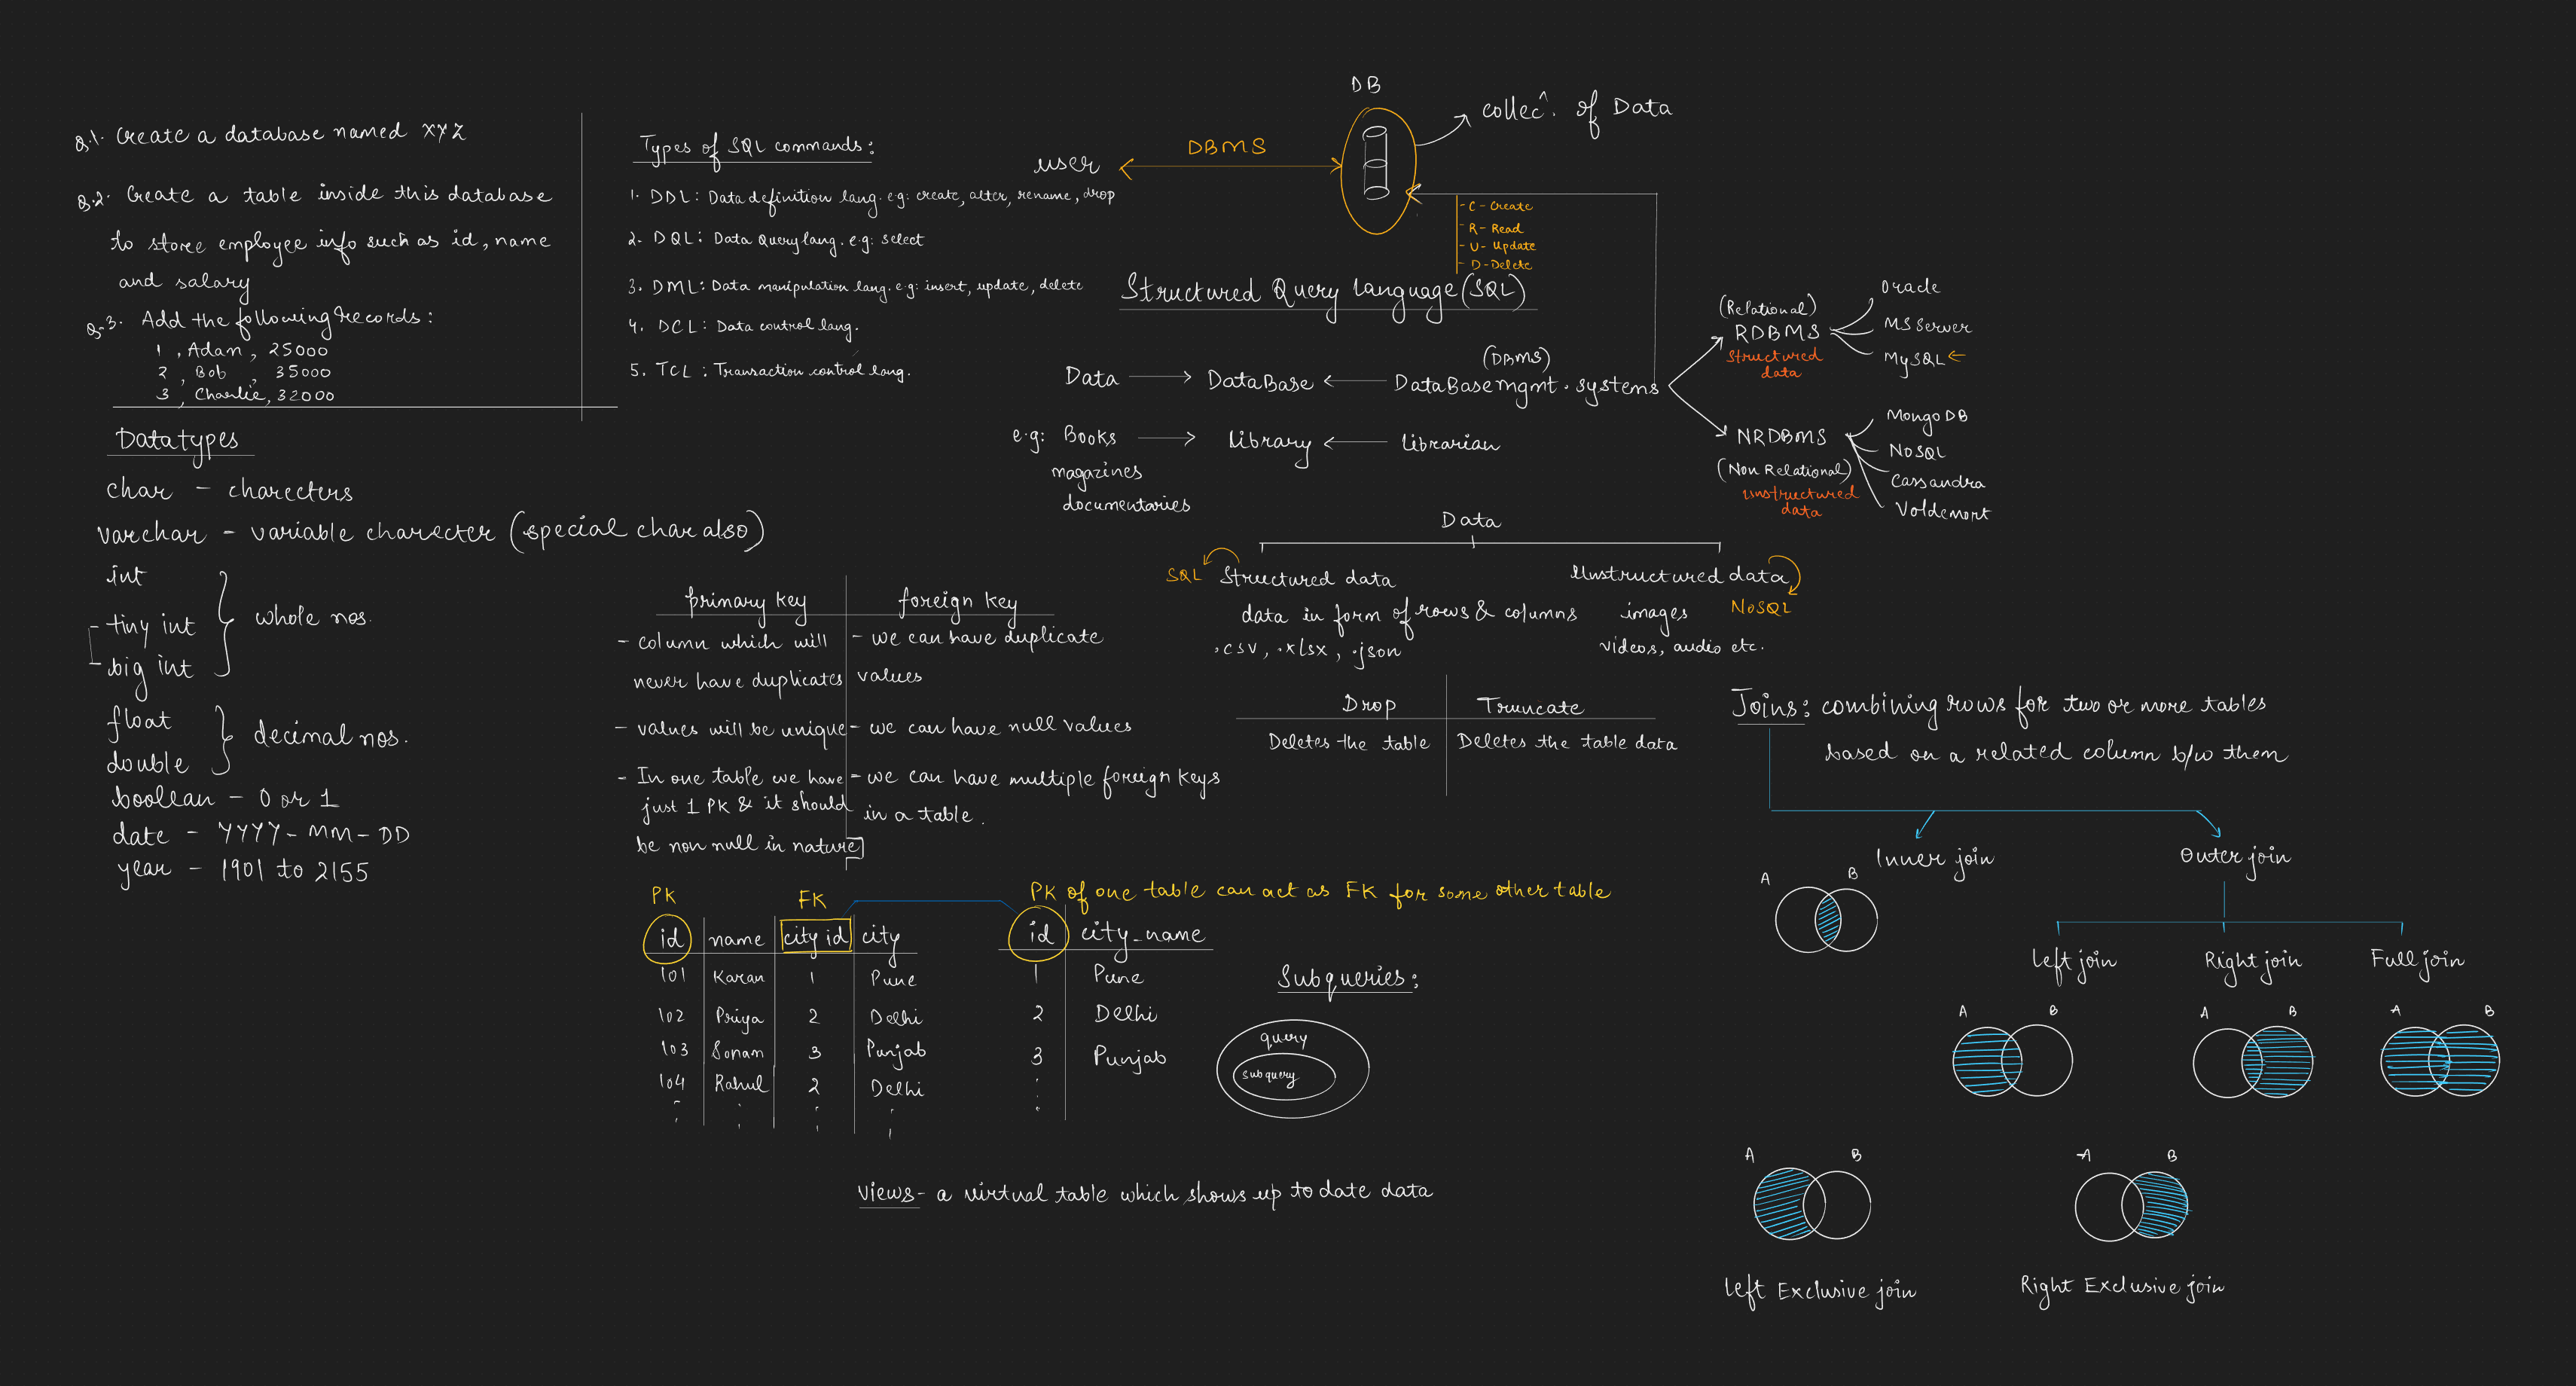 Q.1. Create a database named XYZ
Q.2. Create a table inside this database
to store employee info such as id, name
and salary
Q.3. Add the following records:
1, Adam, 25000
2, Bob, 35000
3, Charlie, 32000
Types of SQL commands:
1. DDL: Data definition lang. e.g: create, alter, rename, drop
2. DQL: Data Query lang. e.g: select
3. DML: Data manipulation lang. e.g: insert, update, delete
4. DCL: Data control lang.
5. TCL: Transaction control lang.
DB
collec^. of Data
user
DBMS
- C - Create
- R - Read
- U - Update
- D - Delete
Structured Query Language (SQL)
(DBMS)
Data
DataBase
DataBase mgmt. systems
e.g: Books
Library
Librarian
magazines
documentaries
(Relational)
RDBMS
Structured
data
Oracle
MS Server
MySQL
NRDBMS
(Non Relational)
Unstructured
data
MongoDB
NoSQL
Cassandra
Voldemort
Datatypes
char - charecters
varchar - variable charecter (special char also)
int
tiny int
big int
whole nos.
float
double
decimal nos.
boolean - 0 or 1
date - YYYY-MM-DD
year - 1901 to 2155
Data
SQL
Structured data
data in form of rows & columns
.csv, .xlsx, .json
Unstructured data
NoSQL
images
videos, audio etc.
primary key
- column which will
never have duplicates
- values will be unique
- In one table we have
just 1 PK & it should
be non null in nature
foreign key
- we can have duplicate
values
- we can have null values
- we can have multiple foreign keys
in a table.
Drop
Truncate
Deletes the table
Deletes the table data
Joins: combining rows for two or more tables
based on a related column b/w them
Inner join
Outer join
A B
Left join
Right join
Full join
A B
A B
A B
A B
A B
Left Exclusive join
Right Exclusive join
PK
FK
PK of one table can act as FK for some other table
id name city id city
101 Karan 1 Pune
102 Priya 2 Delhi
103 Sonam 3 Punjab
104 Rahul 2 Delhi
id city_name
1 Pune
2 Delhi
3 Punjab
Subqueries:
query
subquery
Views - a virtual table which shows up to date data